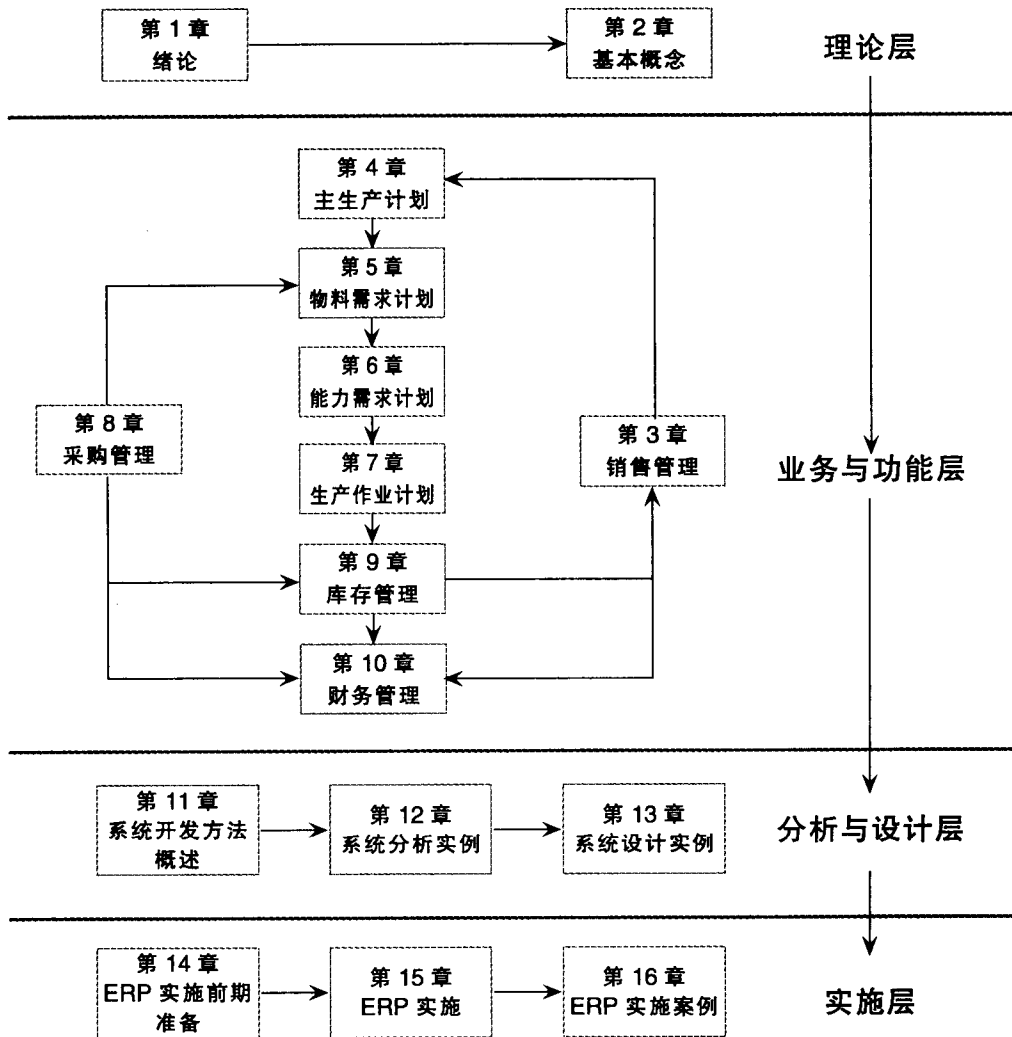 第 1 章
绪论
第 2 章
基本概念
理论层
第 4 章
主生产计划
第 5 章
物料需求计划
第 6 章
能力需求计划
第 8 章
采购管理
第 3 章
销售管理
第 7 章
生产作业计划
业务与功能层
第 9 章
库存管理
第 10 章
财务管理
第 11 章
系统开发方法
概述
第 12 章
系统分析实例
第 13 章
系统设计实例
分析与设计层
第 14 章
ERP 实施前期
准备
第 15 章
ERP 实施
第 16 章
ERP 实施案例
实施层